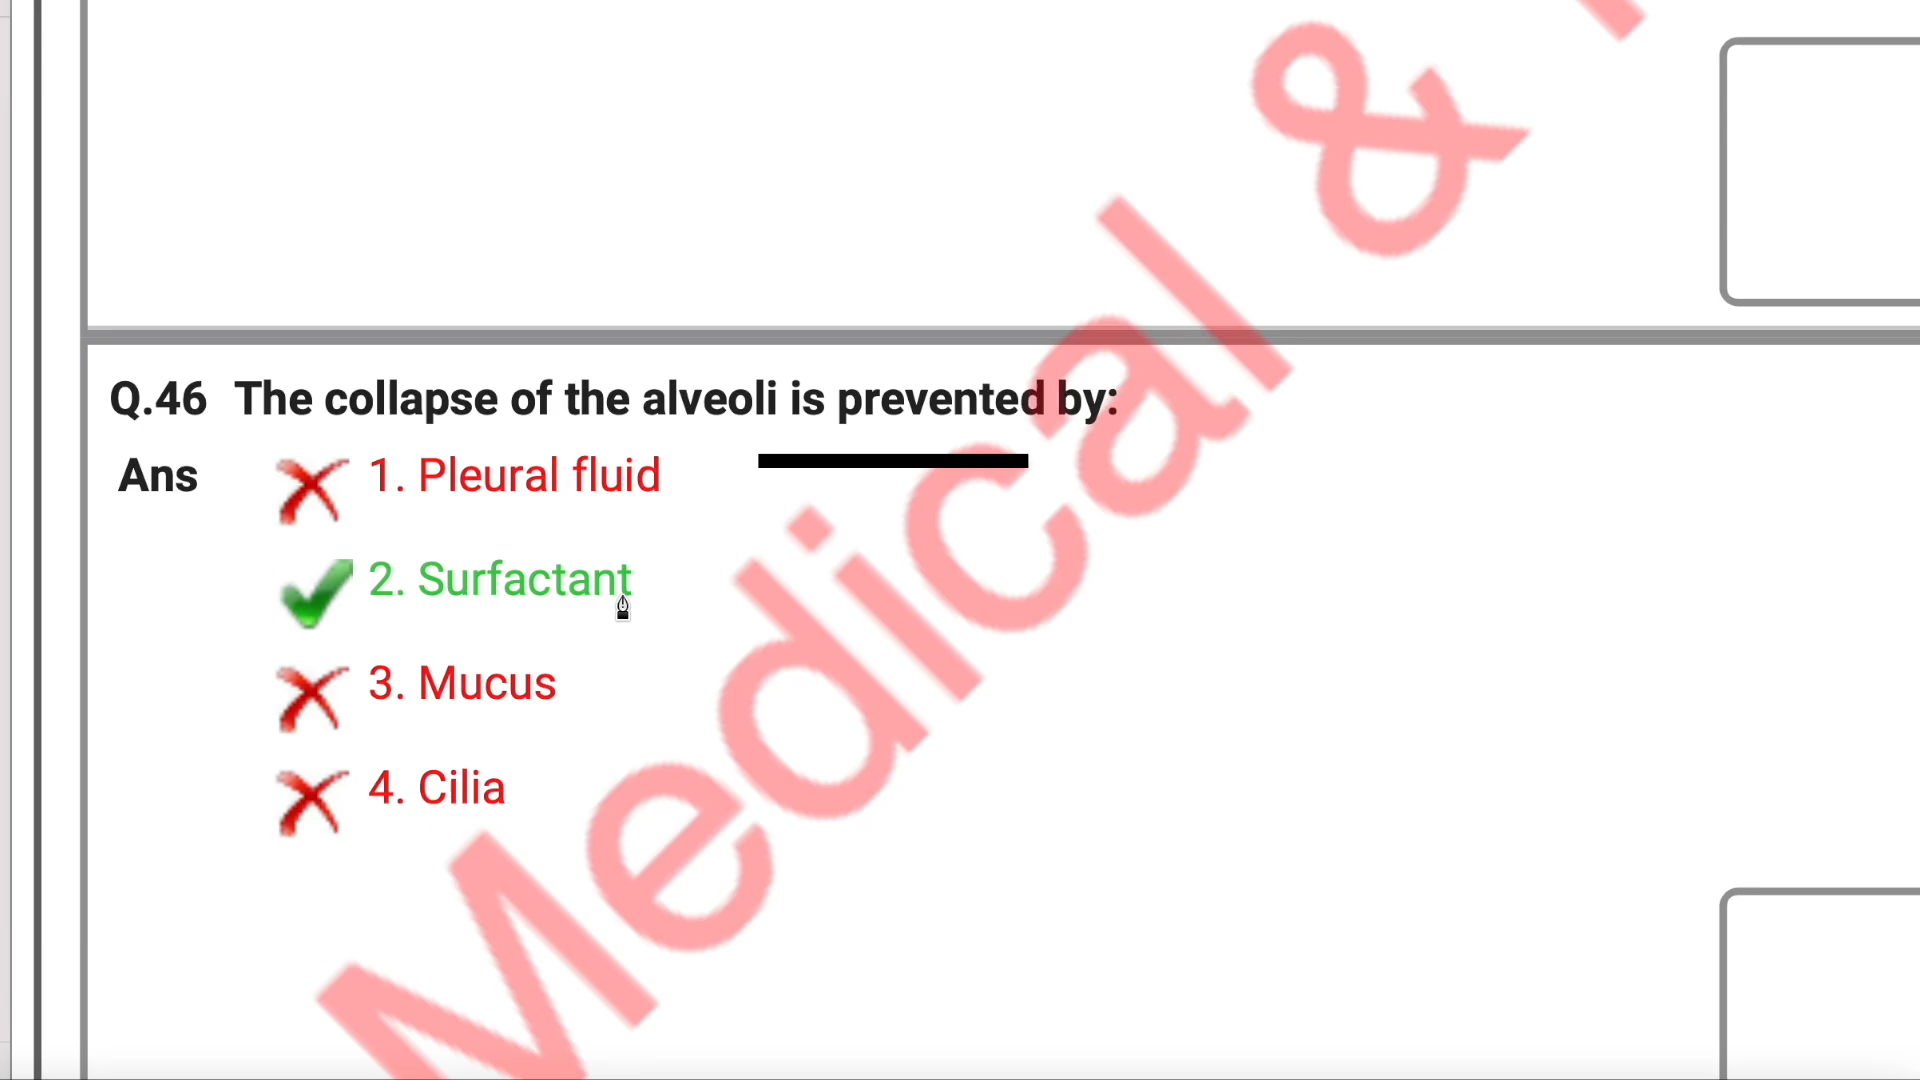 Medical &
Q.46 The collapse of the alveoli is prevented by:
Ans 1. Pleural fluid
2. Surfactant
3. Mucus
4. Cilia